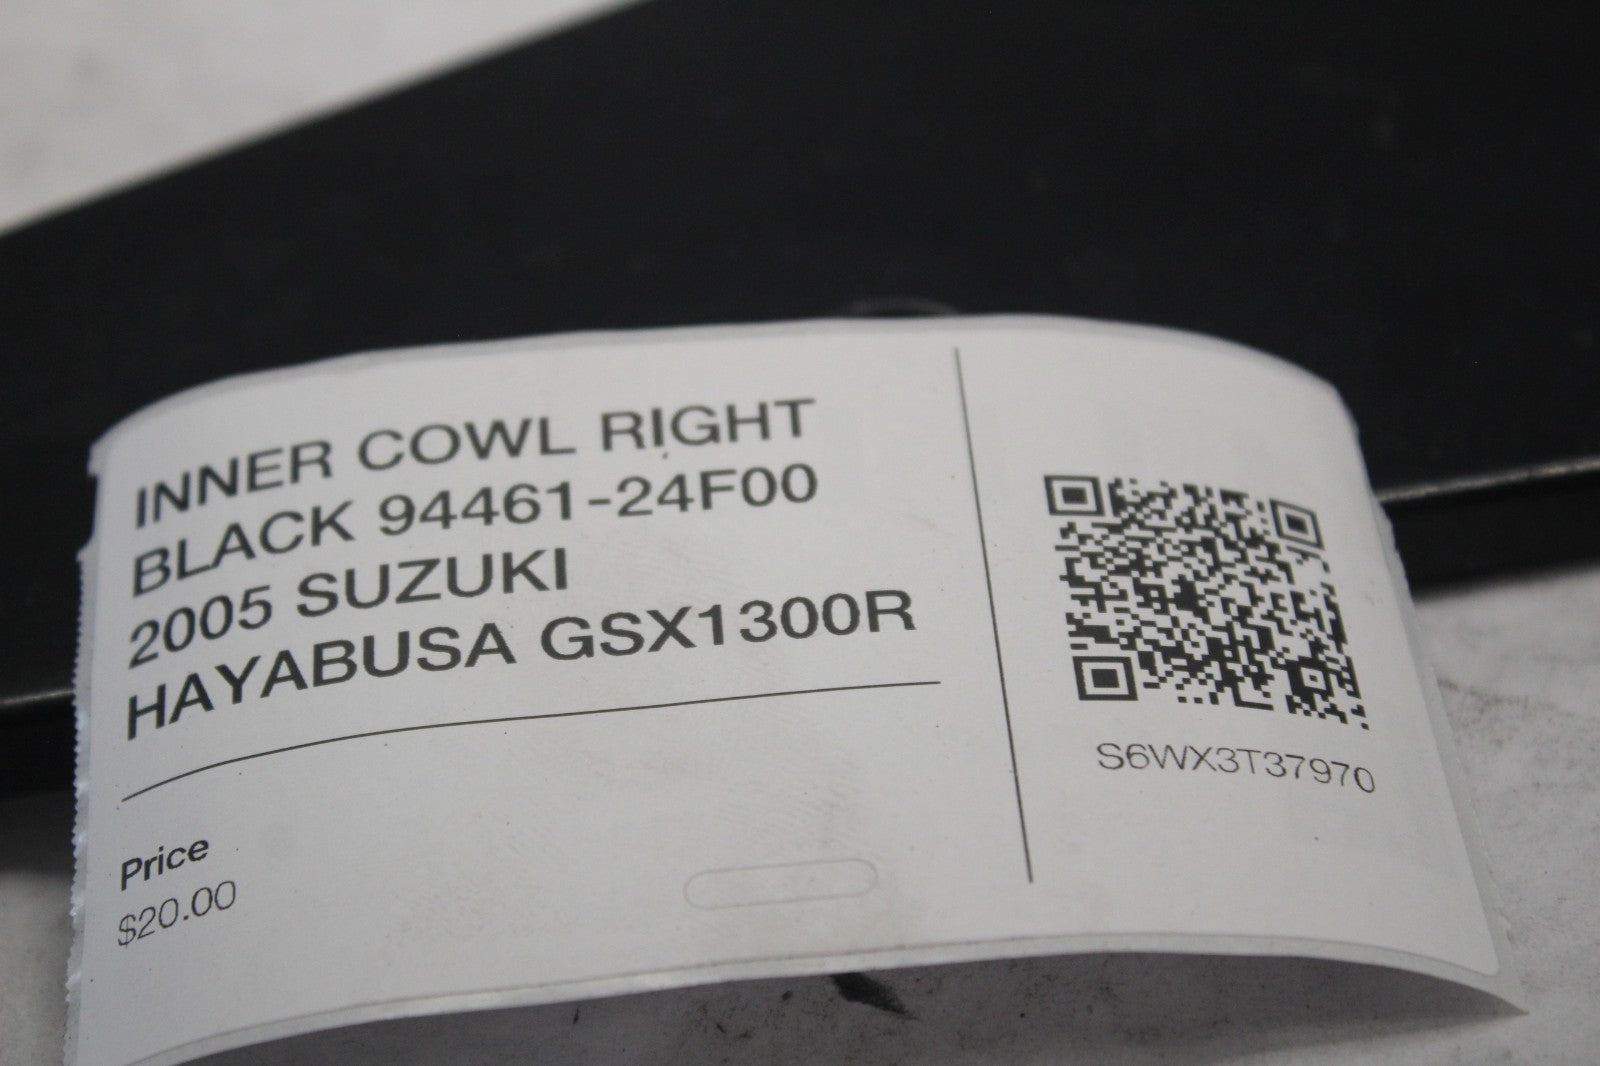 INNER COWL RIGHT
BLACK 94461-24F00
2005 SUZUKI
HAYABUSA GSX1300R
Price
$20.00
S6WX3T37970